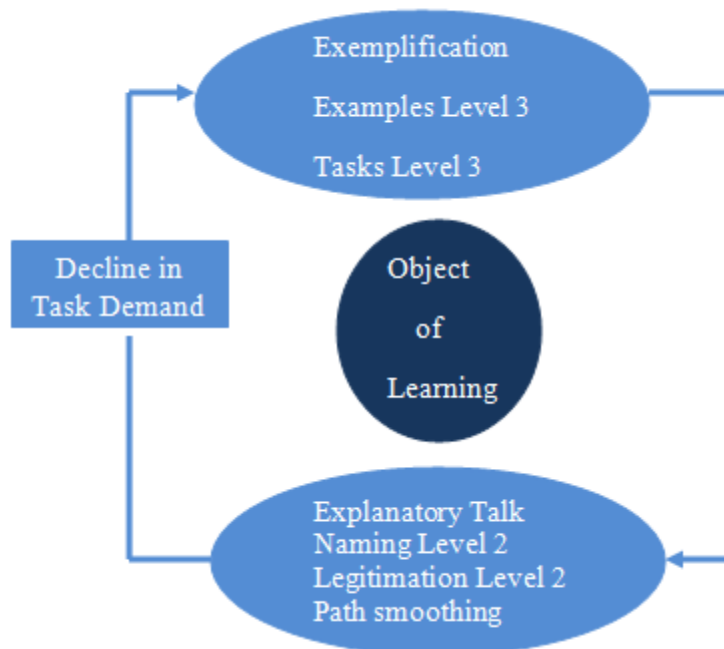 Exemplification
Examples Level 3
Tasks Level 3
Decline in
Task Demand
Object
of
Learning
Explanatory Talk
Naming Level 2
Legitimation Level 2
Path smoothing